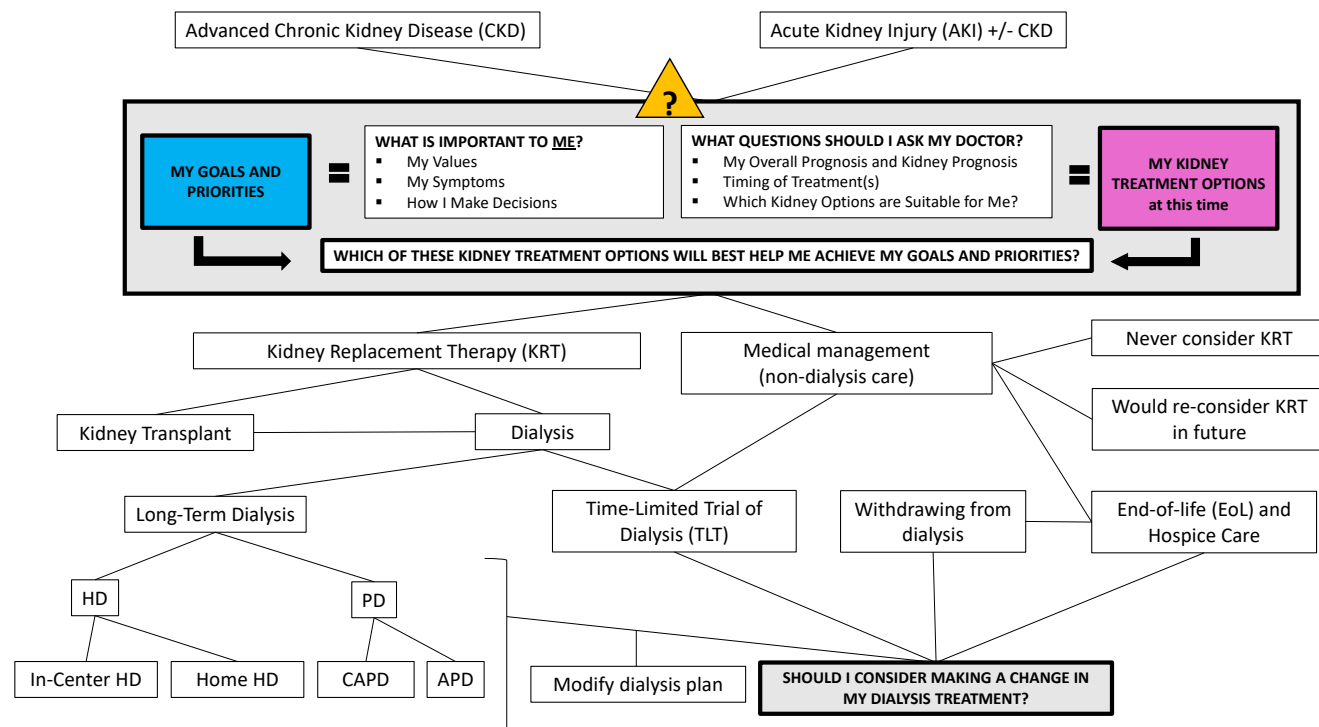 Advanced Chronic Kidney Disease (CKD)
Acute Kidney Injury (AKI) +/- CKD
?
MY GOALS AND
PRIORITIES
=
WHAT IS IMPORTANT TO ME?
▪ My Values
▪ My Symptoms
▪ How I Make Decisions
WHAT QUESTIONS SHOULD I ASK MY DOCTOR?
▪ My Overall Prognosis and Kidney Prognosis
▪ Timing of Treatment(s)
▪ Which Kidney Options are Suitable for Me?
=
MY KIDNEY
TREATMENT OPTIONS
at this time
WHICH OF THESE KIDNEY TREATMENT OPTIONS WILL BEST HELP ME ACHIEVE MY GOALS AND PRIORITIES?
Kidney Replacement Therapy (KRT)
Medical management
(non-dialysis care)
Never consider KRT
Would re-consider KRT
in future
Kidney Transplant
Dialysis
Long-Term Dialysis
Time-Limited Trial of
Dialysis (TLT)
Withdrawing from
dialysis
End-of-life (EoL) and
Hospice Care
HD
PD
In-Center HD
Home HD
CAPD
APD
Modify dialysis plan
SHOULD I CONSIDER MAKING A CHANGE IN
MY DIALYSIS TREATMENT?